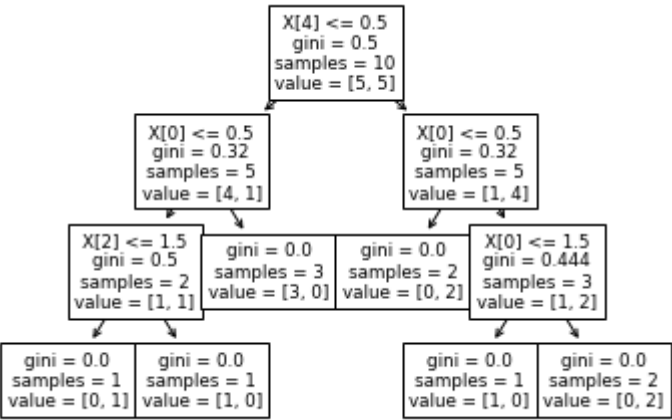 X[4] <= 0.5
gini = 0.5
samples = 10
value = [5, 5]
X[0] <= 0.5
gini = 0.32
samples = 5
value = [4, 1]
X[0] <= 0.5
gini = 0.32
samples = 5
value = [1, 4]
X[2] <= 1.5
gini = 0.5
samples = 2
value = [1, 1]
gini = 0.0
samples = 3
value = [3, 0]
gini = 0.0
samples = 2
value = [0, 2]
X[0] <= 1.5
gini = 0.444
samples = 3
value = [1, 2]
gini = 0.0
samples = 1
value = [0, 1]
gini = 0.0
samples = 1
value = [1, 0]
gini = 0.0
samples = 1
value = [1, 0]
gini = 0.0
samples = 2
value = [0, 2]